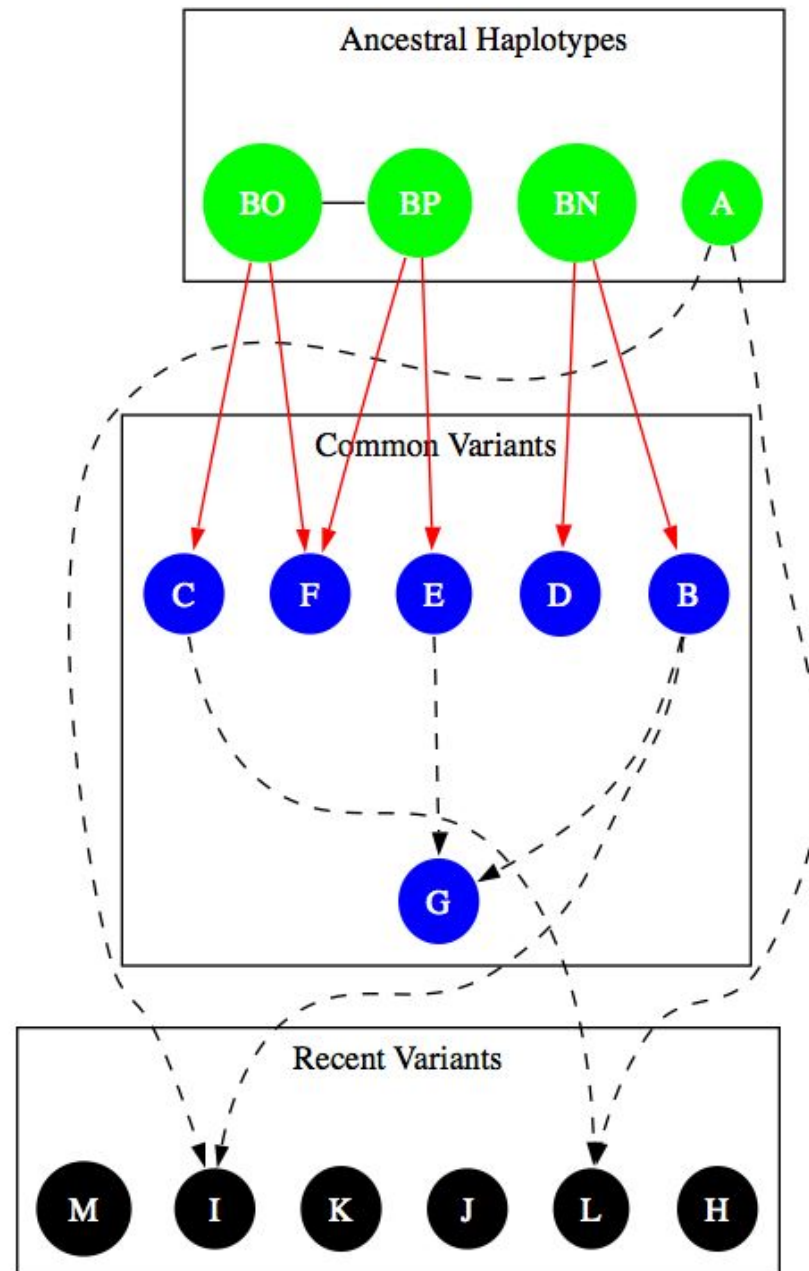 Ancestral Haplotypes
BO BP BN A
Common Variants
C F E D B
G
Recent Variants
M I K J L H